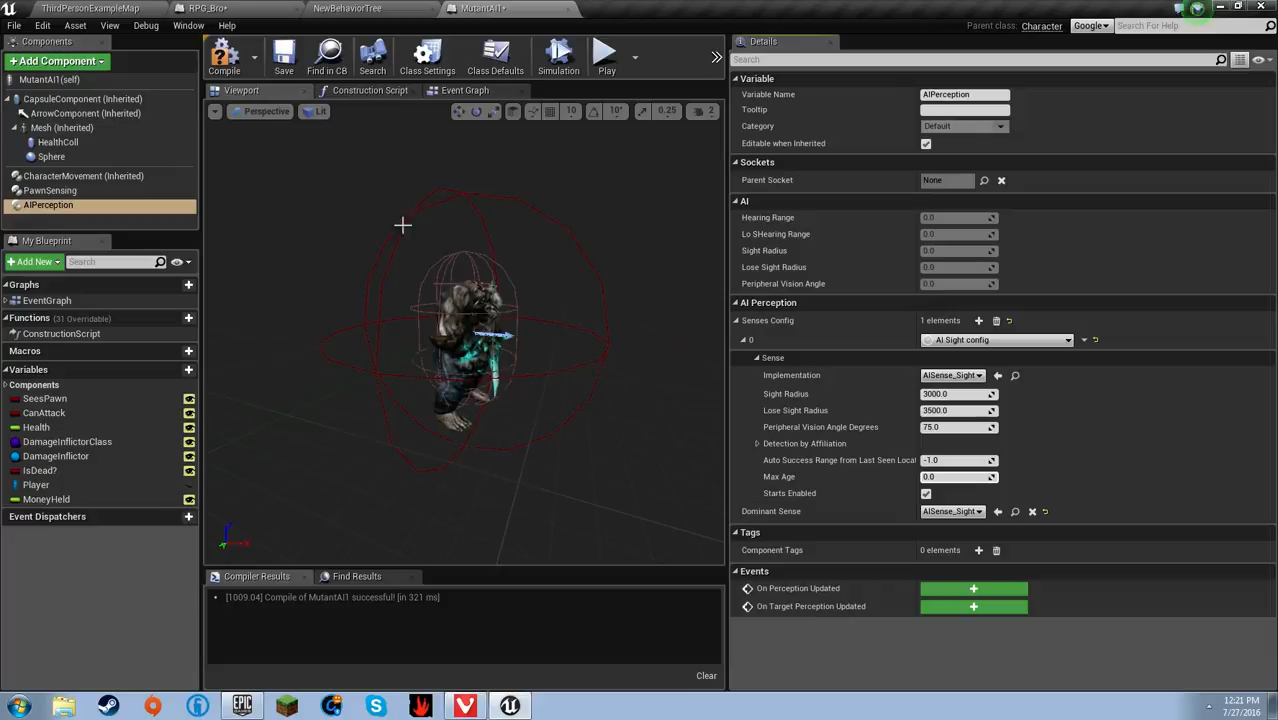 ThirdPersonExampleMap RPG_Bro* NewBehaviorTree MutantAI1*
File Edit Asset View Debug Window Help Parent class: Character Google Search For Help
Components
+Add Component
MutantAI1(self)
CapsuleComponent (Inherited)
ArrowComponent (Inherited)
Mesh (Inherited)
HealthColl
Sphere
CharacterMovement (Inherited)
PawnSensing
AIPerception
My Blueprint
+Add New Search
Graphs
EventGraph
Functions (31 Overridable)
ConstructionScript
Macros
Variables
Components
SeesPawn
CanAttack
Health
DamageInflictorClass
DamageInflictor
IsDead?
Player
MoneyHeld
Event Dispatchers
Compile Save Find in CB Search Class Settings Class Defaults Simulation Play
Viewport Construction Script Event Graph
Perspective Lit 10 10° 0.25 2
Compiler Results Find Results
[1009.04] Compile of MutantAI1 successful! [in 321 ms]
Clear
Details
Search
Variable
Variable Name AIPerception
Tooltip
Category Default
Editable when Inherited
Sockets
Parent Socket None
AI
Hearing Range 0.0
Lo SHearing Range 0.0
Sight Radius 0.0
Lose Sight Radius 0.0
Peripheral Vision Angle 0.0
AI Perception
Senses Config 1 elements
0 AI Sight config
Sense
Implementation AISense_Sight
Sight Radius 3000.0
Lose Sight Radius 3500.0
Peripheral Vision Angle Degrees 75.0
Detection by Affiliation
Auto Success Range from Last Seen Locat -1.0
Max Age 0.0
Starts Enabled
Dominant Sense AISense_Sight
Tags
Component Tags 0 elements
Events
On Perception Updated +
On Target Perception Updated +
EPIC GAMES
12:21 PM
7/27/2016